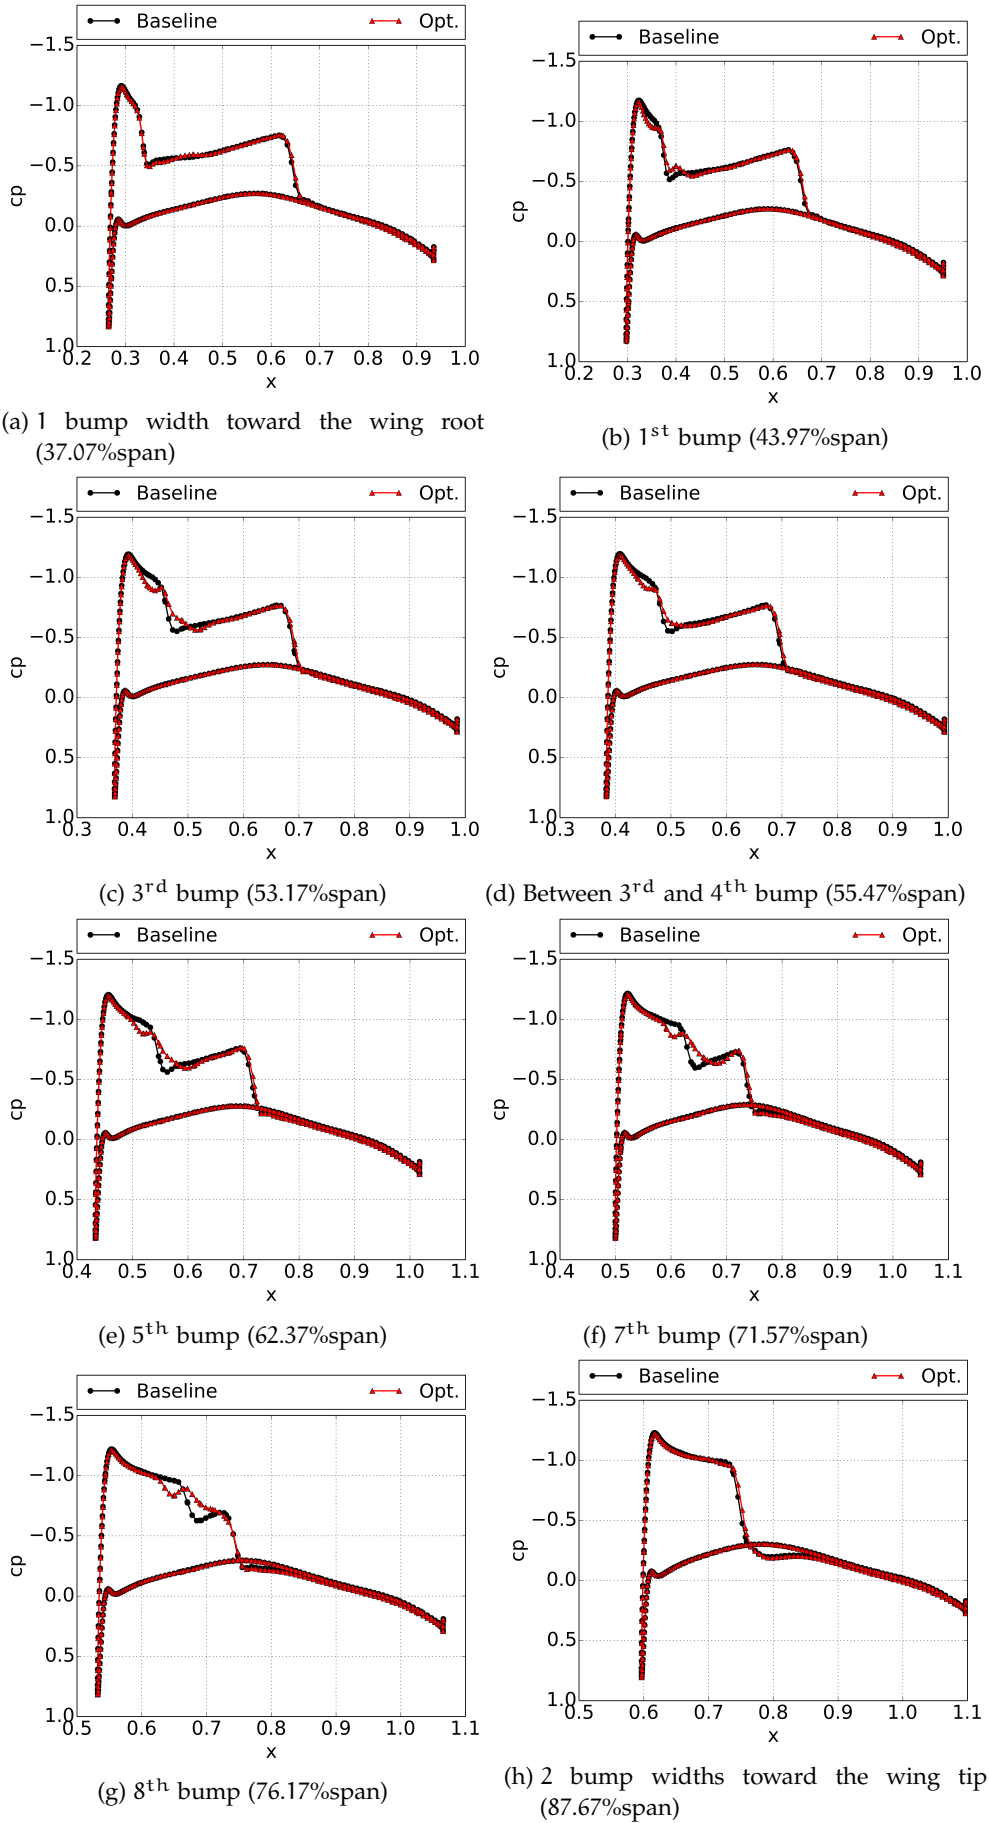 Baseline Opt.
−1.5
−1.0
−0.5
0.0
0.5
1.0
cp
0.2 0.3 0.4 0.5 0.6 0.7 0.8 0.9 1.0
x
(a) 1 bump width toward the wing root
(37.07%span)
Baseline Opt.
−1.5
−1.0
−0.5
0.0
0.5
1.0
cp
0.2 0.3 0.4 0.5 0.6 0.7 0.8 0.9 1.0
x
(b) 1st bump (43.97%span)
Baseline Opt.
−1.5
−1.0
−0.5
0.0
0.5
1.0
cp
0.3 0.4 0.5 0.6 0.7 0.8 0.9 1.0
x
(c) 3rd bump (53.17%span)
Baseline Opt.
−1.5
−1.0
−0.5
0.0
0.5
1.0
cp
0.3 0.4 0.5 0.6 0.7 0.8 0.9 1.0
x
(d) Between 3rd and 4th bump (55.47%span)
Baseline Opt.
−1.5
−1.0
−0.5
0.0
0.5
1.0
cp
0.4 0.5 0.6 0.7 0.8 0.9 1.0 1.1
x
(e) 5th bump (62.37%span)
Baseline Opt.
−1.5
−1.0
−0.5
0.0
0.5
1.0
cp
0.4 0.5 0.6 0.7 0.8 0.9 1.0 1.1
x
(f) 7th bump (71.57%span)
Baseline Opt.
−1.5
−1.0
−0.5
0.0
0.5
1.0
cp
0.5 0.6 0.7 0.8 0.9 1.0 1.1
x
(g) 8th bump (76.17%span)
Baseline Opt.
−1.5
−1.0
−0.5
0.0
0.5
1.0
cp
0.5 0.6 0.7 0.8 0.9 1.0 1.1
x
(h) 2 bump widths toward the wing tip
(87.67%span)